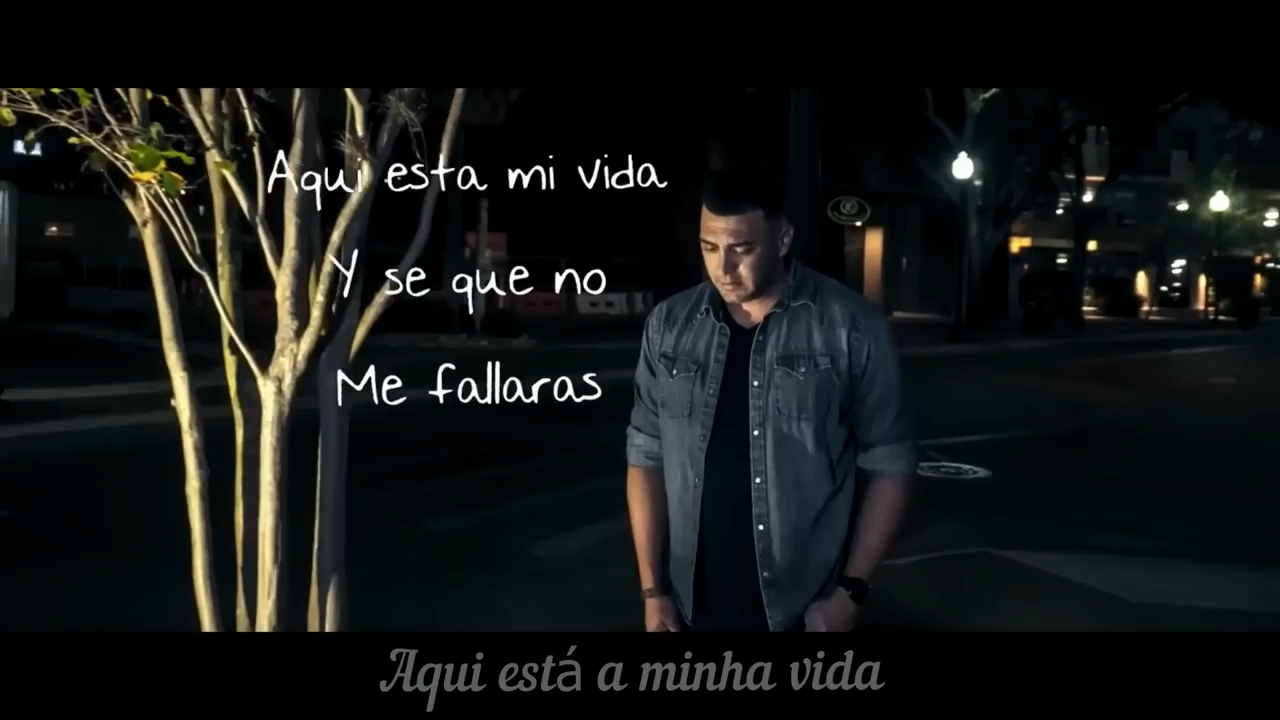 Aqui esta mi vida
Y se que no
Me fallaras
Aqui está a minha vida